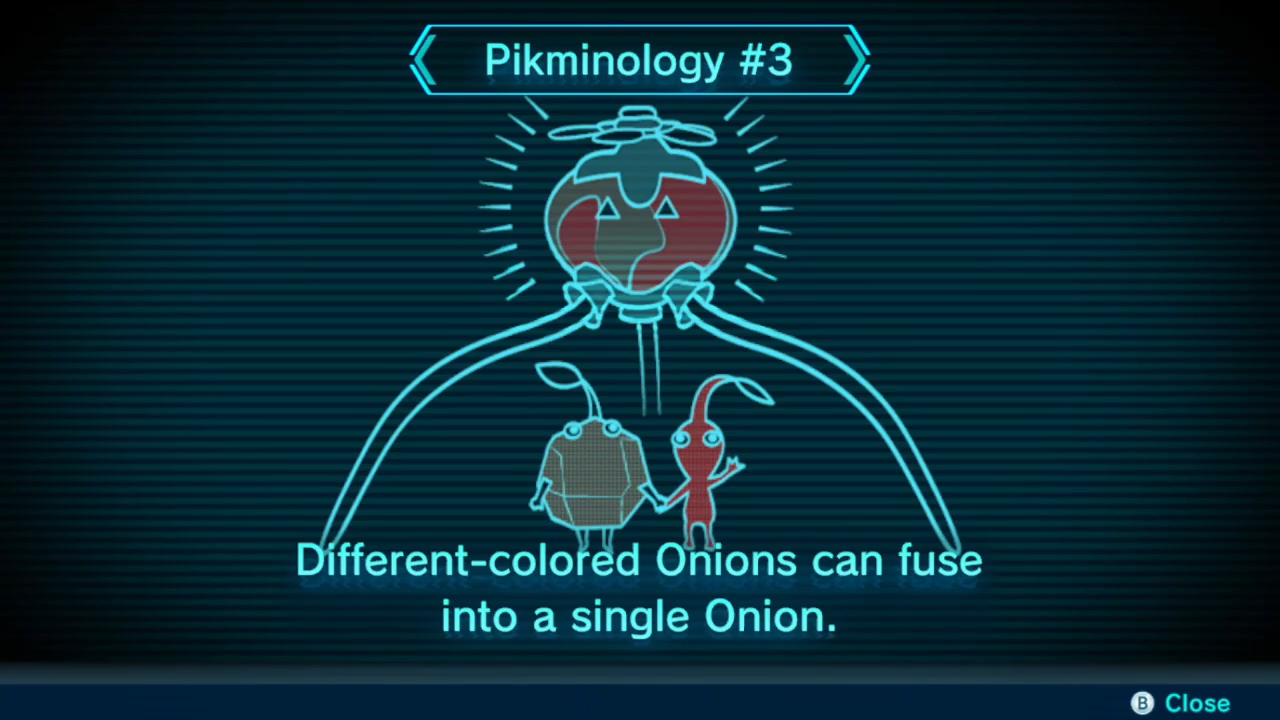 Pikminology #3
Different-colored Onions can fuse
into a single Onion.
B Close